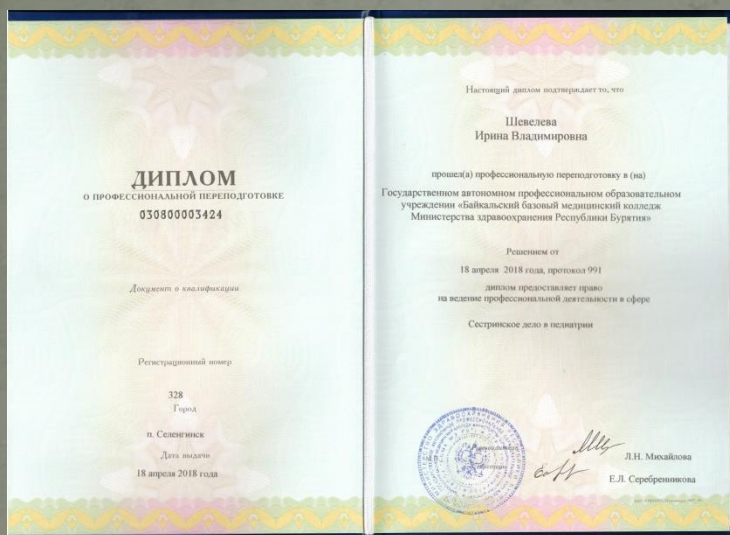 ДИПЛОМ
О ПРОФЕССИОНАЛЬНОЙ ПЕРЕПОДГОТОВКЕ
030800003424
Документ о квалификации
Регистрационный номер
328
Город
п. Селенгинск
Дата выдачи
18 апреля 2018 года
Настоящий диплом подтверждает то, что
Шевелева
Ирина Владимировна
прошел(а) профессиональную переподготовку в (на)
Государственном автономном профессиональном образовательном
учреждении «Байкальский базовый медицинский колледж
Министерства здравоохранения Республики Бурятия»
Решением от
18 апреля 2018 года, протокол 991
диплом предоставляет право
на ведение профессиональной деятельности в сфере
Сестринское дело в педиатрии
Л.Н. Михайлова
Е.Л. Серебренникова